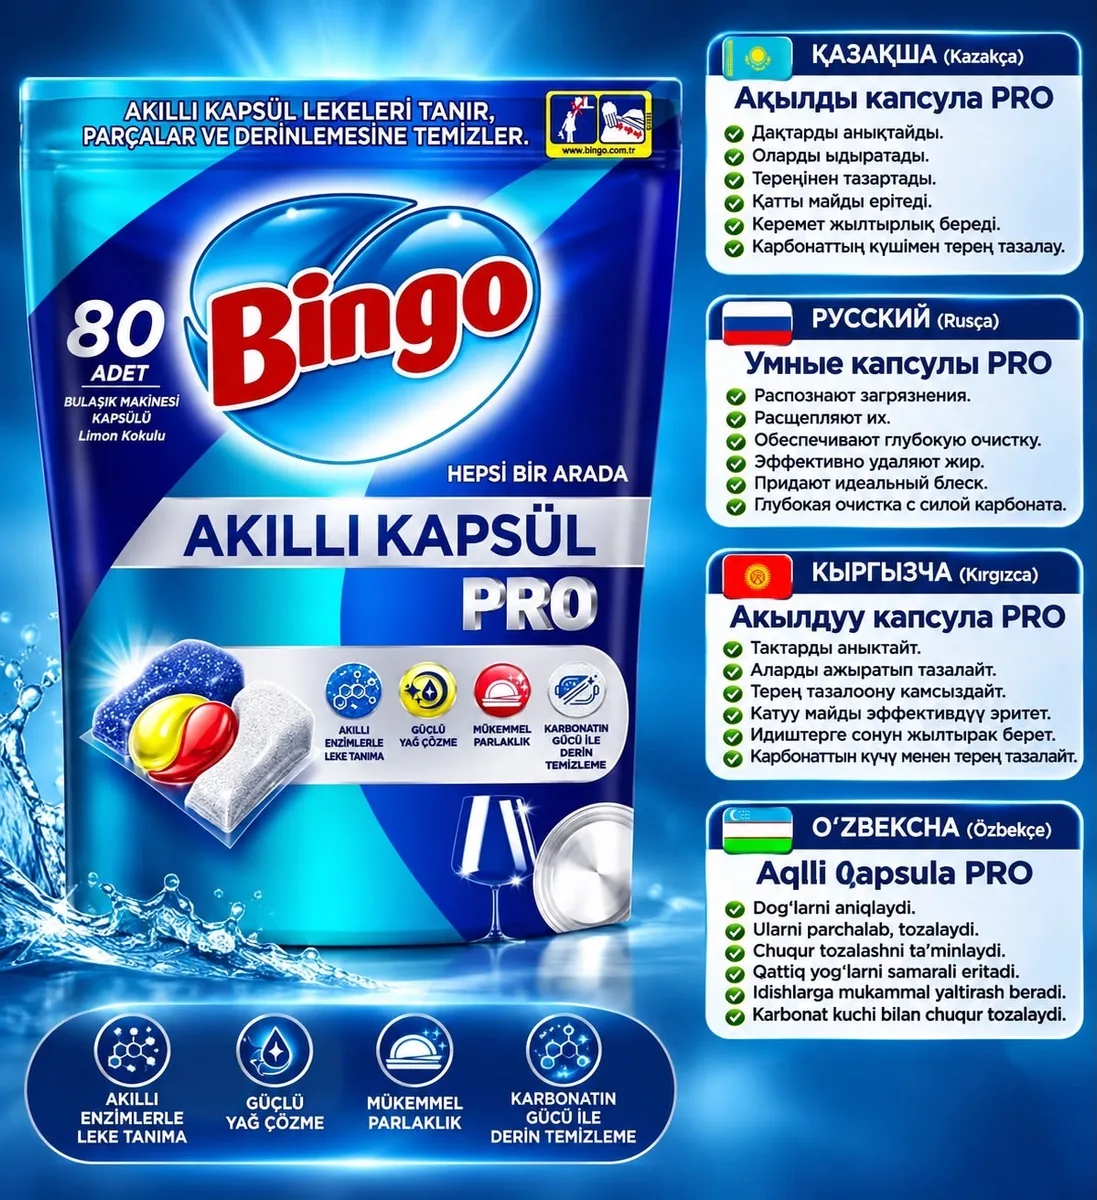 AKILLI KAPSÜL LEKELERİ TANIR,
PARÇALAR VE DERİNLEMESİNE TEMİZLER.
www.bingo.com.tr
Bingo
80
ADET
BULAŞIK MAKİNESİ
KAPSÜLÜ
Limon Kokulu
HEPSİ BİR ARADA
AKILLI KAPSÜL
PRO
AKILLI
ENZİMLERLE
LEKE TANIMA
GÜÇLÜ
YAĞ ÇÖZME
MÜKEMMEL
PARLAKLIK
KARBONATIN
GÜCÜ İLE
DERİN
TEMİZLEME
AKILLI
ENZİMLERLE
LEKE TANIMA
GÜÇLÜ
YAĞ ÇÖZME
MÜKEMMEL
PARLAKLIK
KARBONATIN
GÜCÜ İLE
DERİN TEMİZLEME
ҚАЗАҚША (Kazakça)
Ақылды капсула PRO
Дақтарды анықтайды.
Оларды ыдыратады.
Тереңінен тазартады.
Қатты майды ерітеді.
Керемет жылтырлық береді.
Карбонаттың күшімен терең тазалау.
РУССКИЙ (Rusça)
Умные капсулы PRO
Распознают загрязнения.
Расщепляют их.
Обеспечивают глубокую очистку.
Эффективно удаляют жир.
Придают идеальный блеск.
Глубокая очистка с силой карбоната.
КЫРГЫЗЧА (Kırgızca)
Акылдуу капсула PRO
Тактарды аныктайт.
Аларды ажыратып тазалайт.
Терең тазалоону камсыздайт.
Катуу майды эффективдүү эритет.
Идиштерге сонун жылтырак берет.
Карбонаттын күчү менен терең тазалайт.
O‘ZBEKCHA (Özbekçe)
Aqlli Qapsula PRO
Dog‘larni aniqlaydi.
Ularni parchalab, tozalaydi.
Chuqur tozalashni ta’minlaydi.
Qattiq yog‘larni samarali eritadi.
Idishlarga mukammal yaltirash beradi.
Karbonat kuchi bilan chuqur tozalaydi.